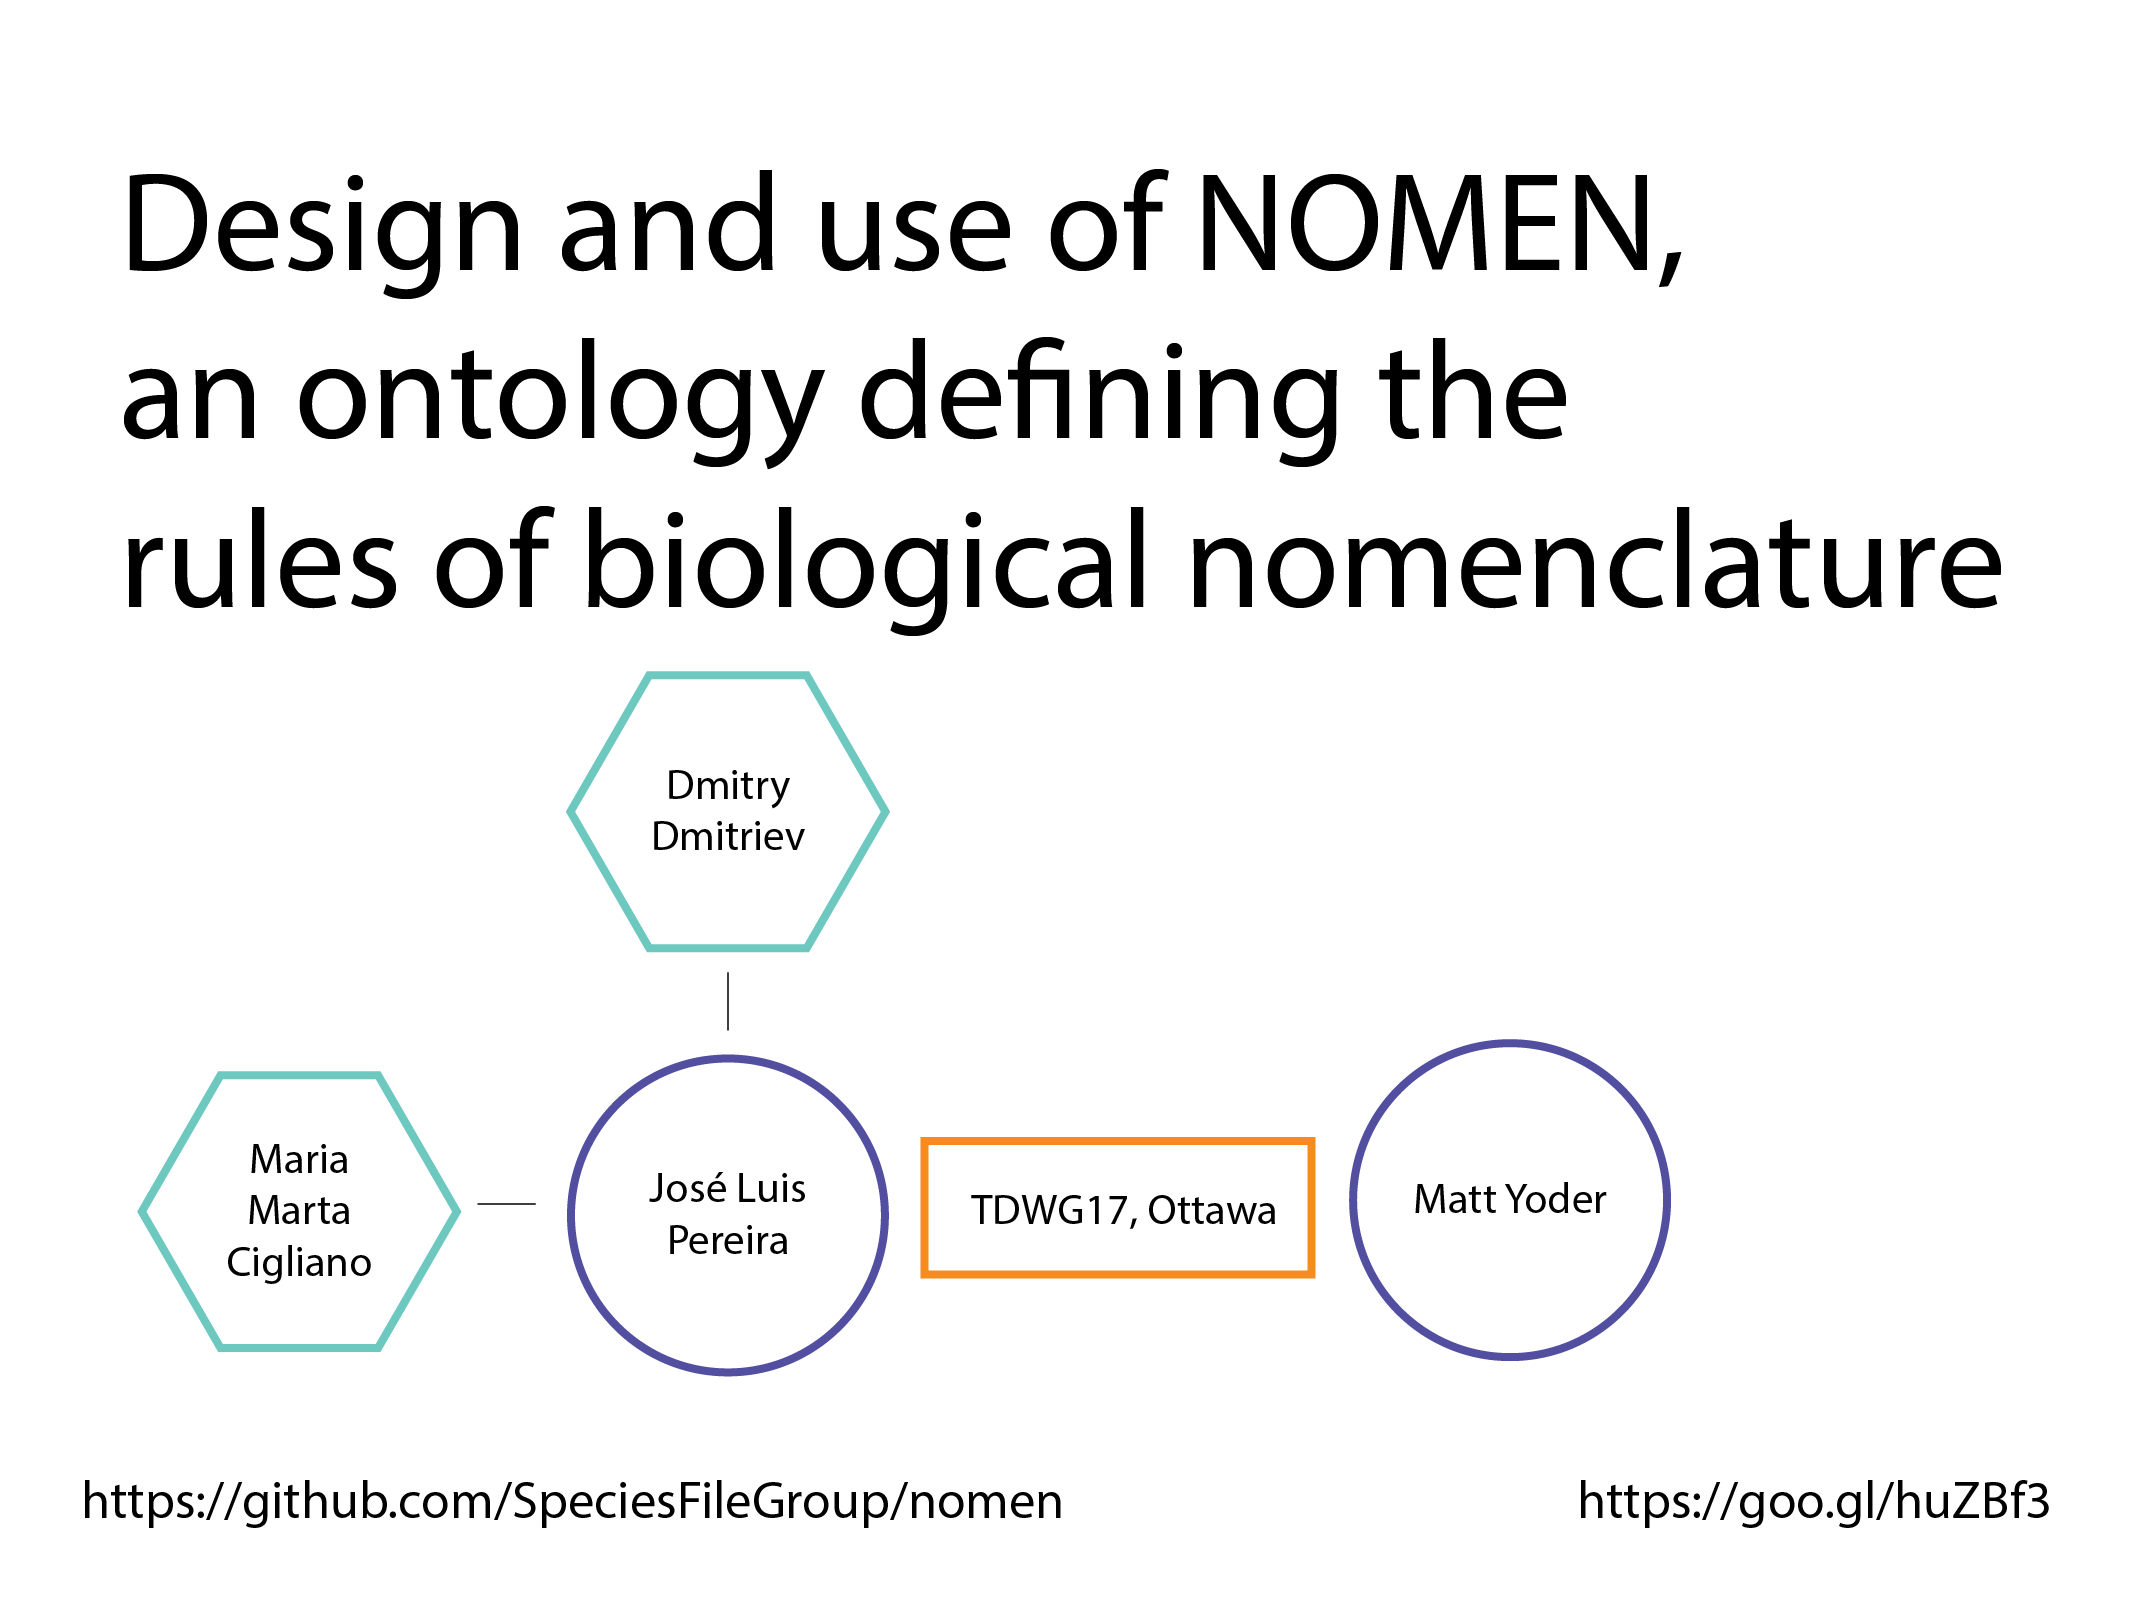 Design and use of NOMEN,
an ontology defining the
rules of biological nomenclature
Dmitry
Dmitriev
Maria
Marta
Cigliano
José Luis
Pereira
TDWG17, Ottawa
Matt Yoder
https://github.com/SpeciesFileGroup/nomen
https://goo.gl/huZBf3